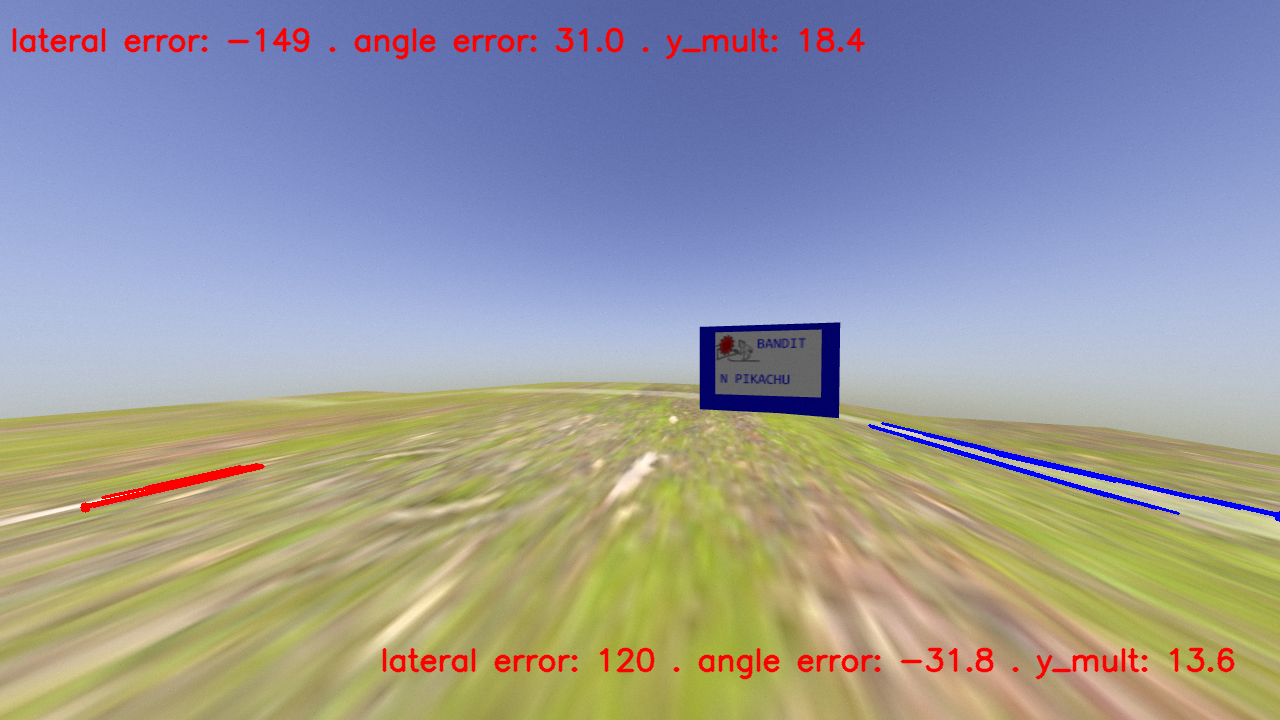 lateral error: −149 . angle error: 31.0 . y_mult: 18.4
BANDIT
N PIKACHU
lateral error: 120 . angle error: −31.8 . y_mult: 13.6